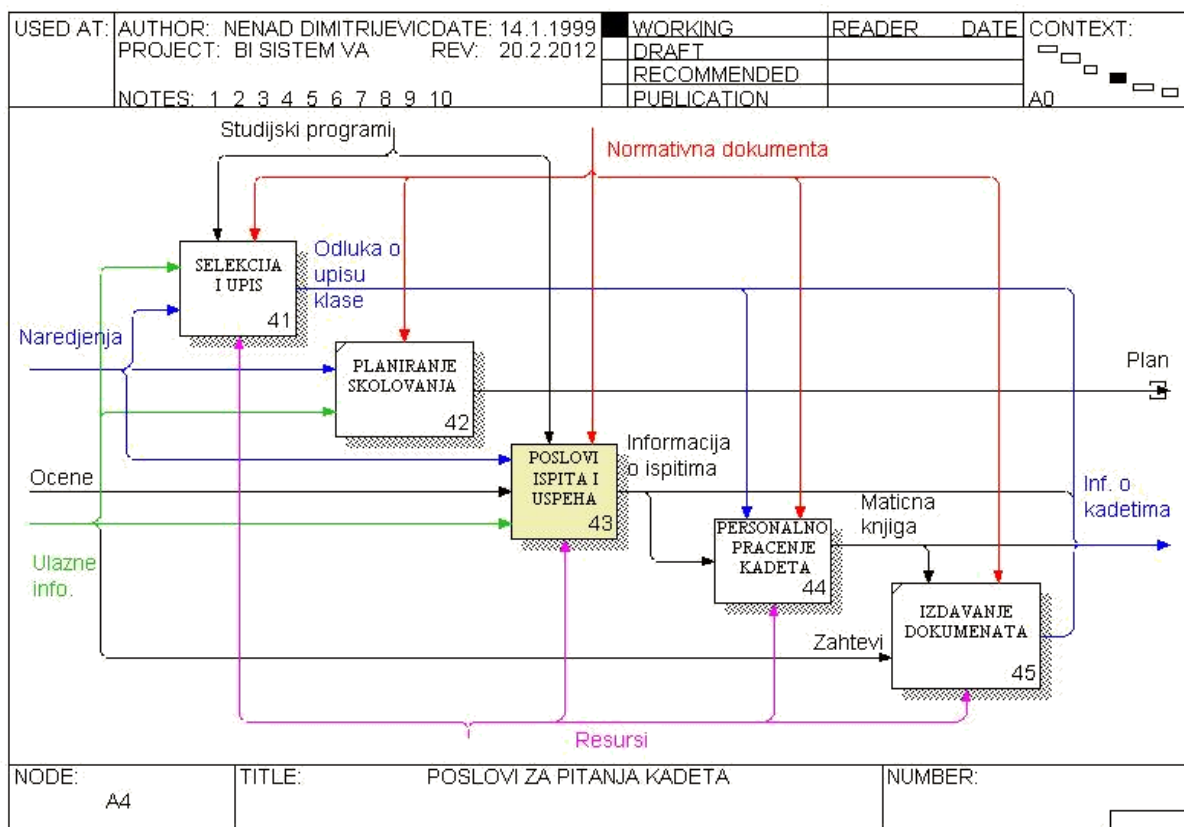 USED AT:
AUTHOR: NENAD DIMITRIJEVIC
DATE: 14.1.1999
PROJECT: BI SISTEM VA
REV: 20.2.2012
NOTES: 1 2 3 4 5 6 7 8 9 10
WORKING
DRAFT
RECOMMENDED
PUBLICATION
READER DATE
CONTEXT:
A0
Studijski programi
Normativna dokumenta
SELEKCIJA
I UPIS
41
Odluka o
upisu
klase
Naredjenja
PLANIRANJE
SKOLOVANJA
42
Plan
POSLOVI
ISPITA I
USPEHA
43
Informacija
o ispitima
Ocene
Maticna
knjiga
Inf. o
kadetima
PERSONALNO
PRACENJE
KADETA
44
Ulazne
info.
IZDAVANJE
DOKUMENATA
45
Zahtevi
Resursi
NODE:
A4
TITLE:
POSLOVI ZA PITANJA KADETA
NUMBER: